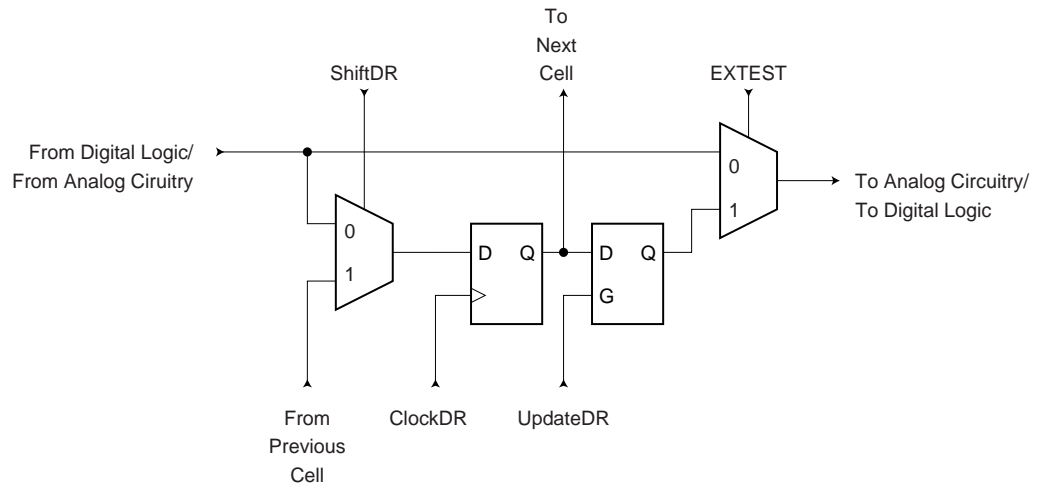 To
Next
Cell
ShiftDR
EXTEST
From Digital Logic/
From Analog Ciruitry
0
1
D Q
D Q
G
0
1
To Analog Circuitry/
To Digital Logic
From
Previous
Cell
ClockDR
UpdateDR